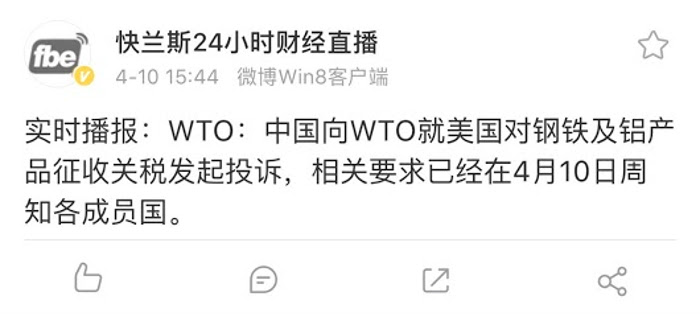 fbe
快兰斯24小时财经直播
4-10 15:44 微博Win8客户端
实时播报：WTO：中国向WTO就美国对钢铁及铝产
品征收关税发起投诉，相关要求已经在4月10日周
知各成员国。